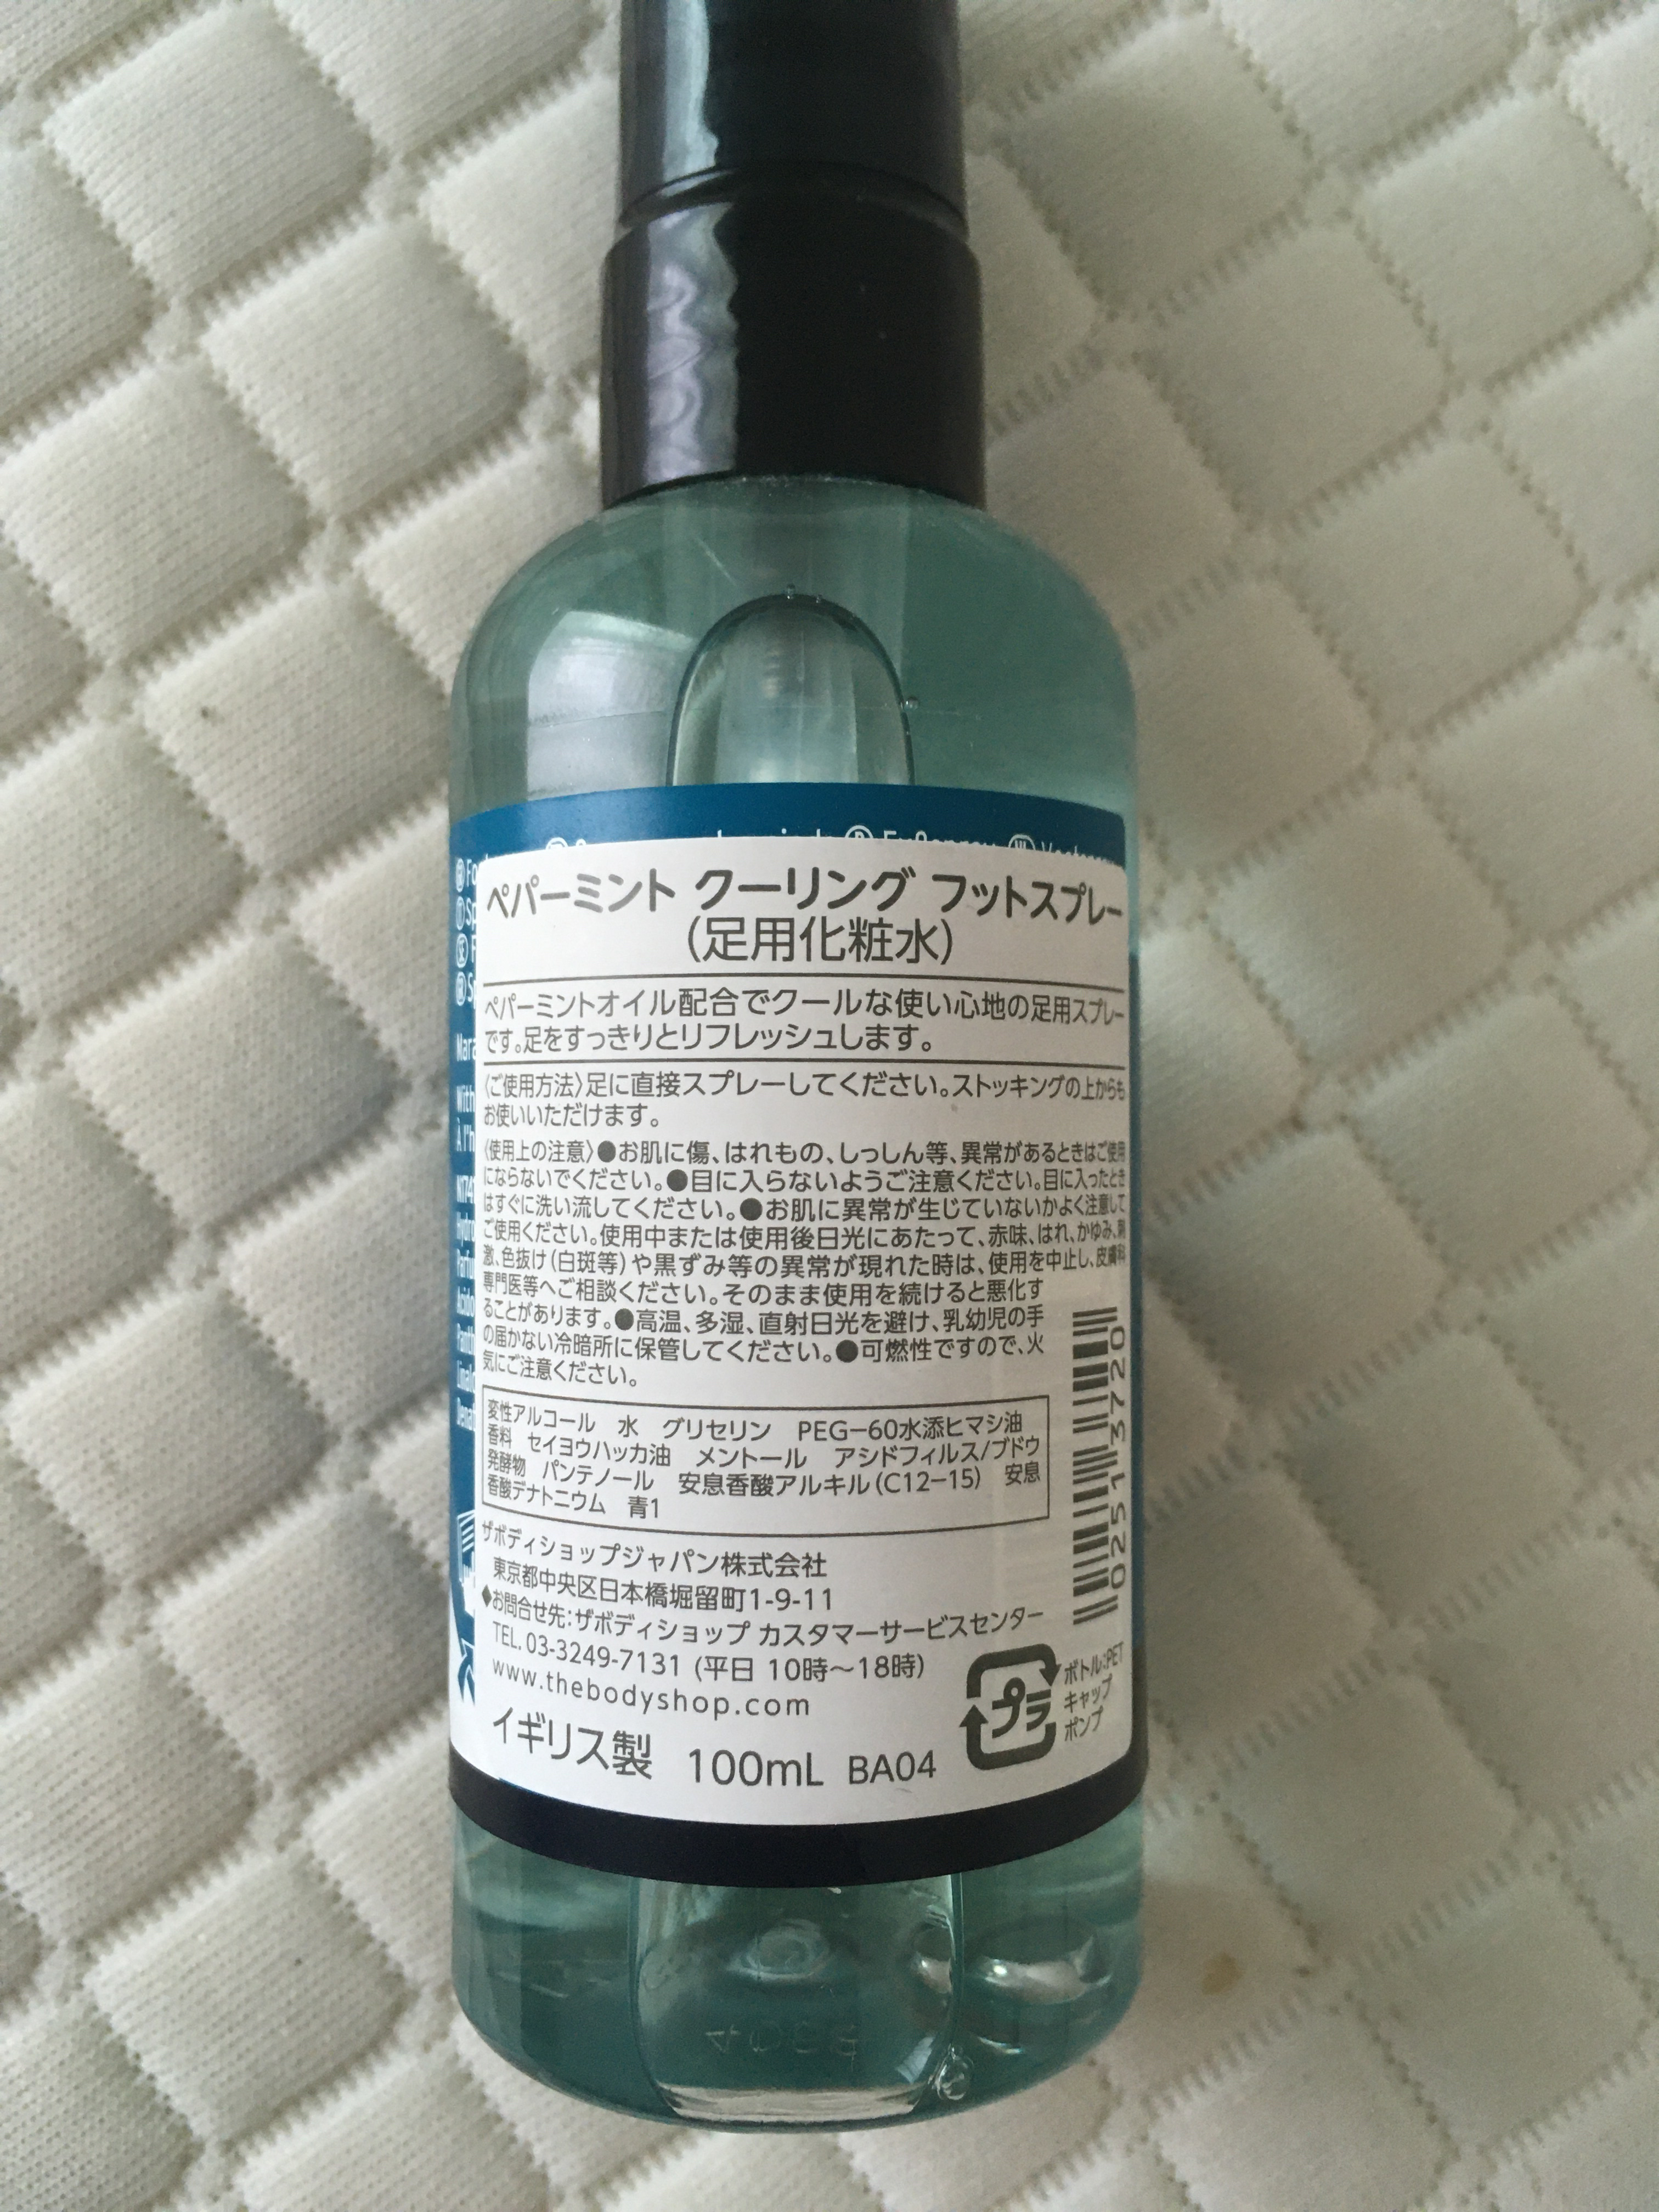 ペパーミント クーリング フットスプレー
(足用化粧水)
ペパーミントオイル配合でクールな使い心地の足用スプレー
です。足をすっきりとリフレッシュします。
〈ご使用方法〉足に直接スプレーしてください。ストッキングの上からも
お使いいただけます。
〈使用上の注意〉●お肌に傷、はれもの、しっしん等、異常があるときはご使用
にならないでください。●目に入らないようご注意ください。目に入ったとき
はすぐに洗い流してください。●お肌に異常が生じていないかよく注意して
ご使用ください。使用中または使用後日光にあたって、赤味、はれ、かゆみ、刺
激、色抜け(白斑等)や黒ずみ等の異常が現れた時は、使用を中止し、皮膚科
専門医等へご相談ください。そのまま使用を続けると悪化す
ることがあります。●高温、多湿、直射日光を避け、乳幼児の手
の届かない冷暗所に保管してください。●可燃性ですので、火
気にご注意ください。
変性アルコール 水 グリセリン PEG-60水添ヒマシ油
香料 セイヨウハッカ油 メントール アシドフィルス/ブドウ
発酵物 パンテノール 安息香酸アルキル(C12-15) 安息
香酸デナトニウム 青1
ザボディショップジャパン株式会社
東京都中央区日本橋堀留町1-9-11
◆お問合せ先:ザボディショップ カスタマーサービスセンター
TEL. 03-3249-7131 (平日 10時～18時)
www.thebodyshop.com
イギリス製 100mL BA04
プラ
ボトル:PET
キャップ
ポンプ
02513720
With